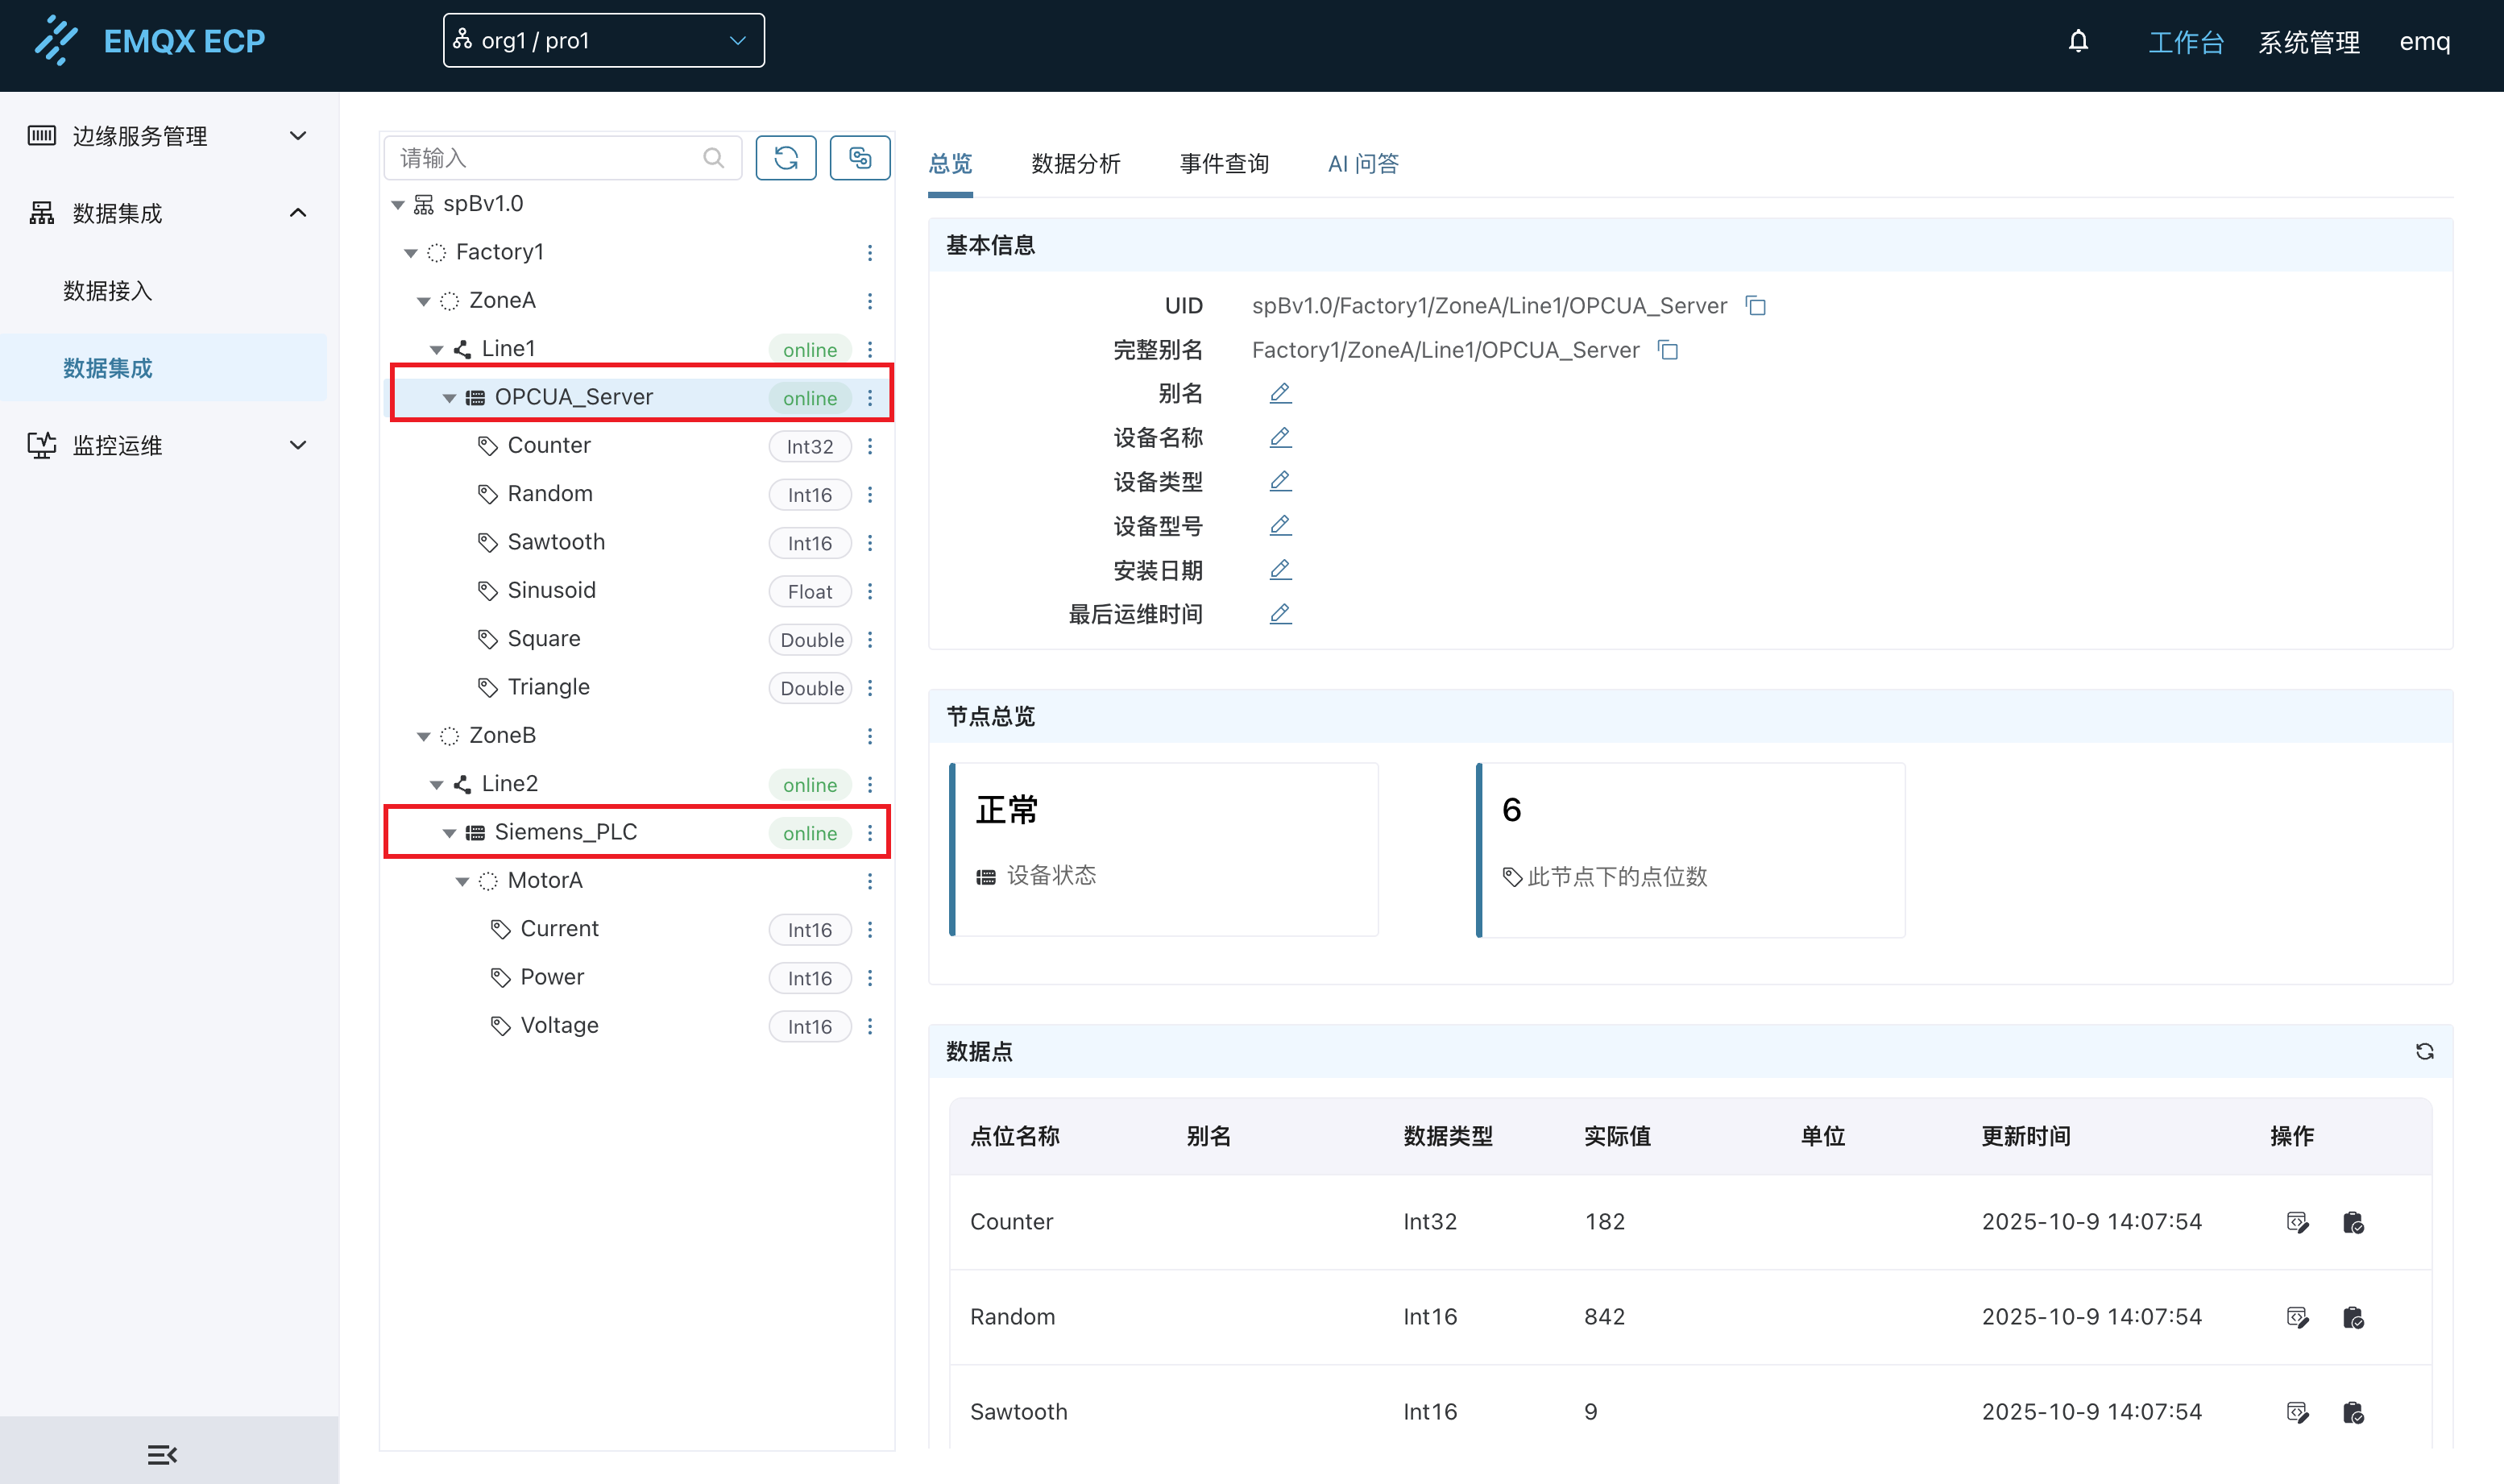 EMQX ECP
org1 / pro1
工作台
系统管理
emq
边缘服务管理
数据集成
数据接入
数据集成
监控运维
请输入
spBv1.0
Factory1
ZoneA
Line1 online
OPCUA_Server online
Counter Int32
Random Int16
Sawtooth Int16
Sinusoid Float
Square Double
Triangle Double
ZoneB
Line2 online
Siemens_PLC online
MotorA
Current Int16
Power Int16
Voltage Int16
总览 数据分析 事件查询 AI 问答
基本信息
UID spBv1.0/Factory1/ZoneA/Line1/OPCUA_Server
完整别名 Factory1/ZoneA/Line1/OPCUA_Server
别名
设备名称
设备类型
设备型号
安装日期
最后运维时间
节点总览
正常
设备状态
6
此节点下的点位数
数据点
点位名称 别名 数据类型 实际值 单位 更新时间 操作
Counter Int32 182 2025-10-9 14:07:54
Random Int16 842 2025-10-9 14:07:54
Sawtooth Int16 9 2025-10-9 14:07:54